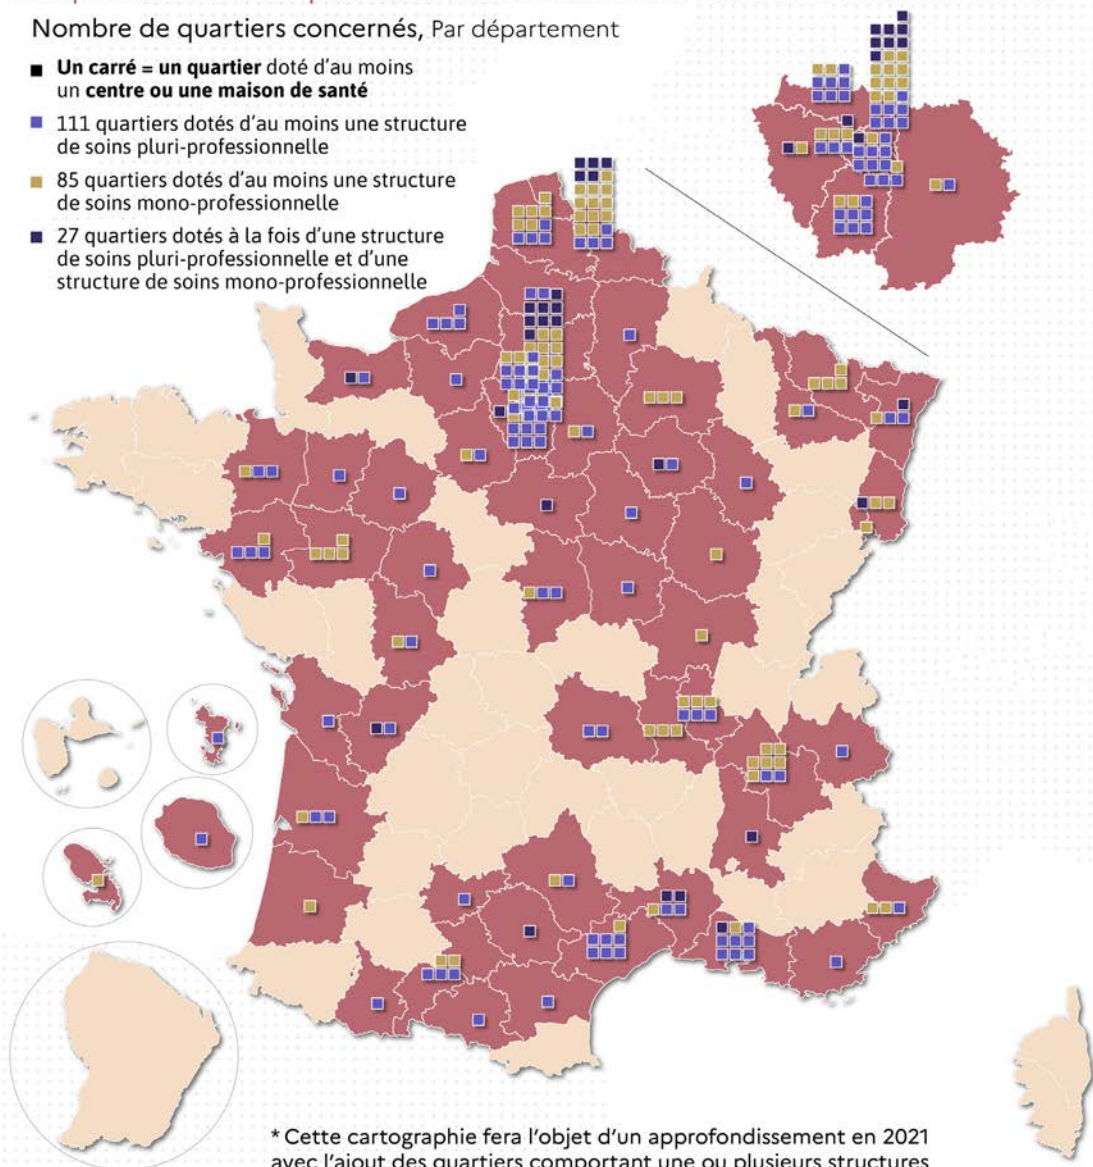 Nombre de quartiers concernés, Par département
Un carré = un quartier doté d'au moins
un centre ou une maison de santé
111 quartiers dotés d'au moins une structure
de soins pluri-professionnelle
85 quartiers dotés d'au moins une structure
de soins mono-professionnelle
27 quartiers dotés à la fois d'une structure
de soins pluri-professionnelle et d'une
structure de soins mono-professionnelle
* Cette cartographie fera l'objet d'un approfondissement en 2021
avec l'ajout des quartiers comportant une ou plusieurs structures